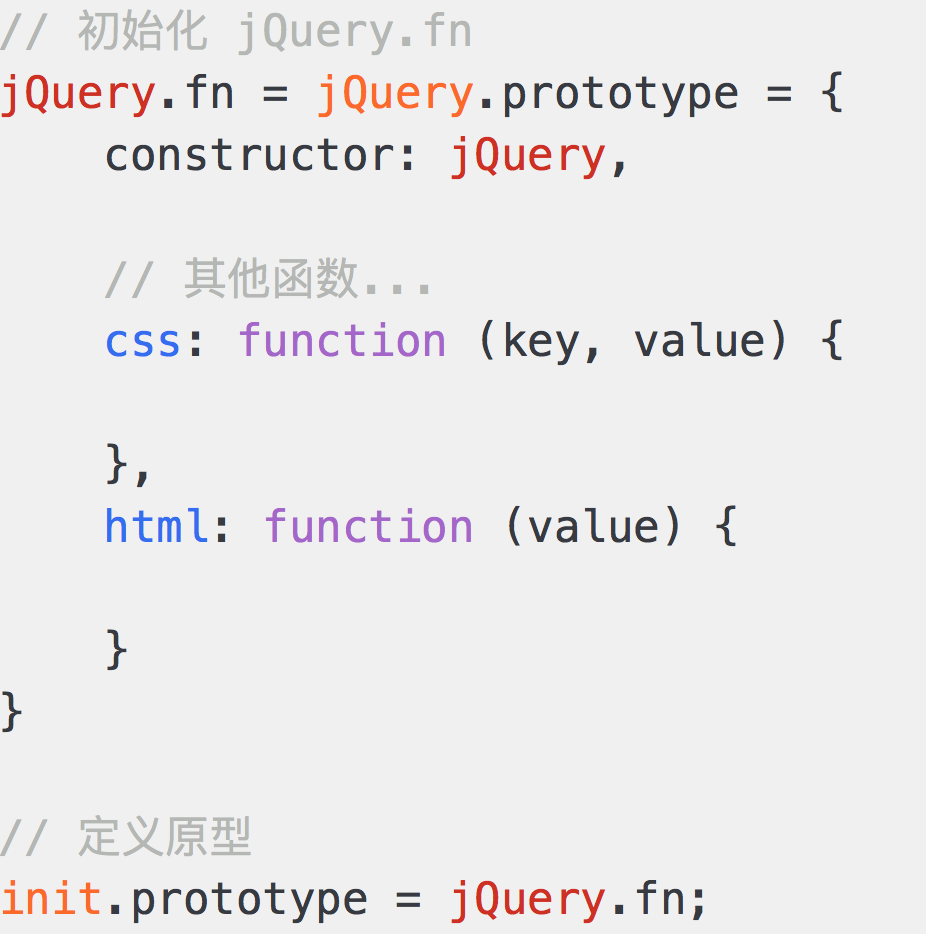 // 初始化 jQuery.fn
jQuery.fn = jQuery.prototype = {
    constructor: jQuery,

    // 其他函数...
    css: function (key, value) {

    },
    html: function (value) {

    }
}

// 定义原型
init.prototype = jQuery.fn;